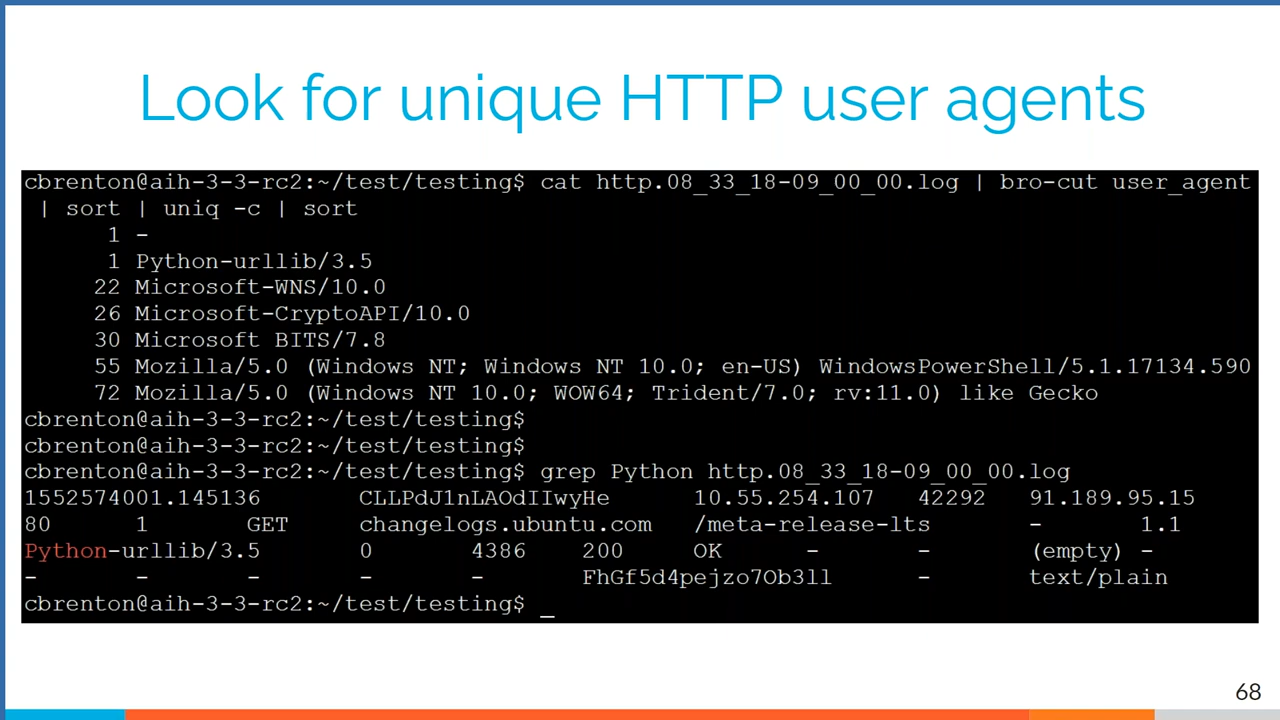 Look for unique HTTP user agents
cbrenton@aih-3-3-rc2:~/test/testing$ cat http.08_33_18-09_00_00.log | bro-cut user_agent
| sort | uniq -c | sort
1 -
1 Python-urllib/3.5
22 Microsoft-WNS/10.0
26 Microsoft-CryptoAPI/10.0
30 Microsoft BITS/7.8
55 Mozilla/5.0 (Windows NT; Windows NT 10.0; en-US) WindowsPowerShell/5.1.17134.590
72 Mozilla/5.0 (Windows NT 10.0; WOW64; Trident/7.0; rv:11.0) like Gecko
cbrenton@aih-3-3-rc2:~/test/testing$
cbrenton@aih-3-3-rc2:~/test/testing$
cbrenton@aih-3-3-rc2:~/test/testing$ grep Python http.08_33_18-09_00_00.log
1552574001.145136 CLLPdJ1nLAOdIIwyHe 10.55.254.107 42292 91.189.95.15
80 1 GET changelogs.ubuntu.com /meta-release-lts - 1.1
Python-urllib/3.5 0 4386 200 OK - - (empty) -
- - - - - FhGf5d4pejzo7Ob3ll - text/plain
cbrenton@aih-3-3-rc2:~/test/testing$ _
68